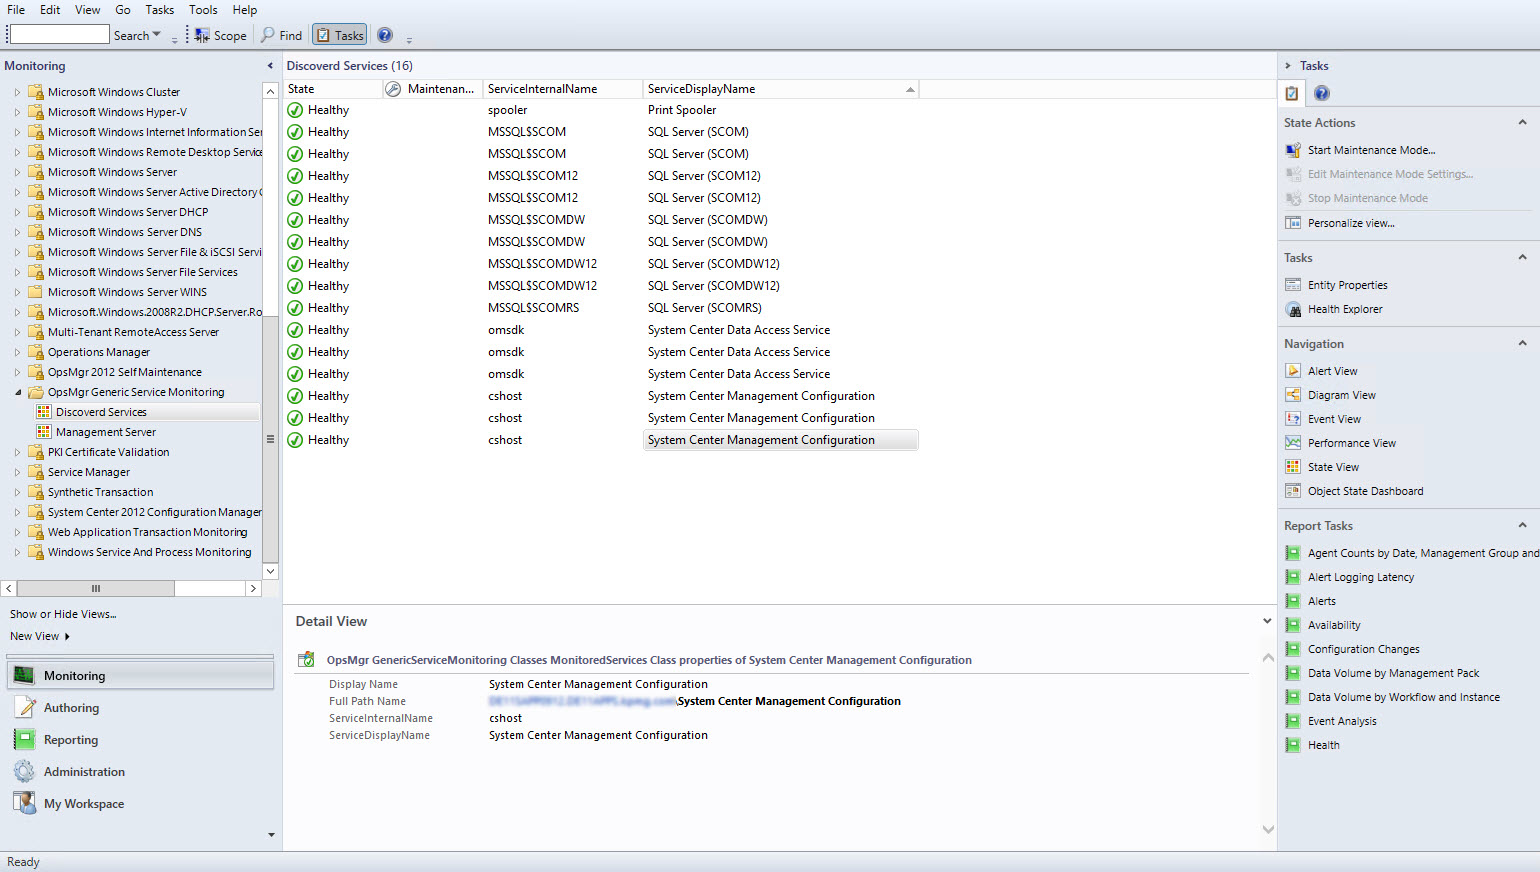 File Edit View Go Tasks Tools Help
Search Scope Find Tasks
Monitoring
Microsoft Windows Cluster
Microsoft Windows Hyper-V
Microsoft Windows Internet Information Ser
Microsoft Windows Remote Desktop Service
Microsoft Windows Server
Microsoft Windows Server Active Directory C
Microsoft Windows Server DHCP
Microsoft Windows Server DNS
Microsoft Windows Server File & iSCSI Servi
Microsoft Windows Server File Services
Microsoft Windows Server WINS
Microsoft.Windows.2008R2.DHCP.Server.Ro
Multi-Tenant RemoteAccess Server
Operations Manager
OpsMgr 2012 Self Maintenance
OpsMgr Generic Service Monitoring
Discoverd Services
Management Server
PKI Certificate Validation
Service Manager
Synthetic Transaction
System Center 2012 Configuration Manager
Web Application Transaction Monitoring
Windows Service And Process Monitoring
Show or Hide Views...
New View
Monitoring
Authoring
Reporting
Administration
My Workspace
Discoverd Services (16)
State Maintenan... ServiceInternalName ServiceDisplayName
Healthy spooler Print Spooler
Healthy MSSQL$SCOM SQL Server (SCOM)
Healthy MSSQL$SCOM SQL Server (SCOM)
Healthy MSSQL$SCOM12 SQL Server (SCOM12)
Healthy MSSQL$SCOM12 SQL Server (SCOM12)
Healthy MSSQL$SCOMDW SQL Server (SCOMDW)
Healthy MSSQL$SCOMDW SQL Server (SCOMDW)
Healthy MSSQL$SCOMDW12 SQL Server (SCOMDW12)
Healthy MSSQL$SCOMDW12 SQL Server (SCOMDW12)
Healthy MSSQL$SCOMRS SQL Server (SCOMRS)
Healthy omsdk System Center Data Access Service
Healthy omsdk System Center Data Access Service
Healthy omsdk System Center Data Access Service
Healthy cshost System Center Management Configuration
Healthy cshost System Center Management Configuration
Healthy cshost System Center Management Configuration
Detail View
OpsMgr GenericServiceMonitoring Classes MonitoredServices Class properties of System Center Management Configuration
Display Name System Center Management Configuration
Full Path Name \System Center Management Configuration
ServiceInternalName cshost
ServiceDisplayName System Center Management Configuration
Tasks
State Actions
Start Maintenance Mode...
Edit Maintenance Mode Settings...
Stop Maintenance Mode
Personalize view...
Tasks
Entity Properties
Health Explorer
Navigation
Alert View
Diagram View
Event View
Performance View
State View
Object State Dashboard
Report Tasks
Agent Counts by Date, Management Group and
Alert Logging Latency
Alerts
Availability
Configuration Changes
Data Volume by Management Pack
Data Volume by Workflow and Instance
Event Analysis
Health
Ready